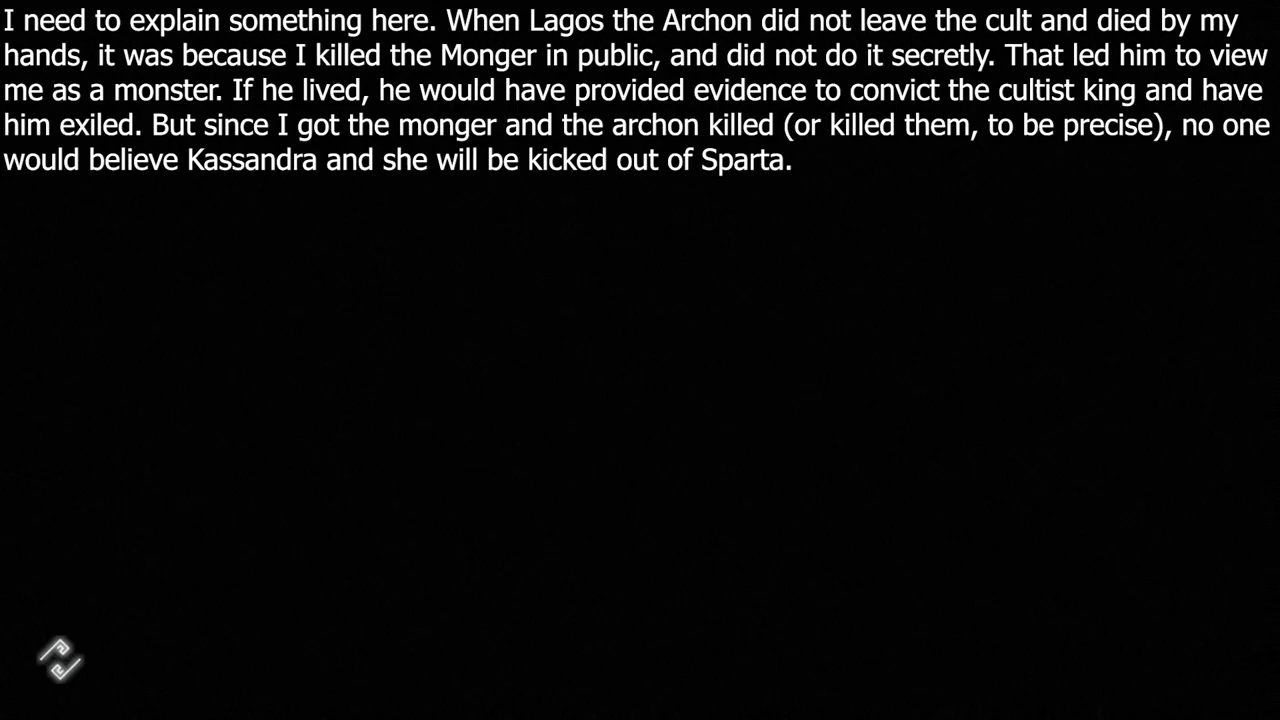 I need to explain something here. When Lagos the Archon did not leave the cult and died by my
hands, it was because I killed the Monger in public, and did not do it secretly. That led him to view
me as a monster. If he lived, he would have provided evidence to convict the cultist king and have
him exiled. But since I got the monger and the archon killed (or killed them, to be precise), no one
would believe Kassandra and she will be kicked out of Sparta.